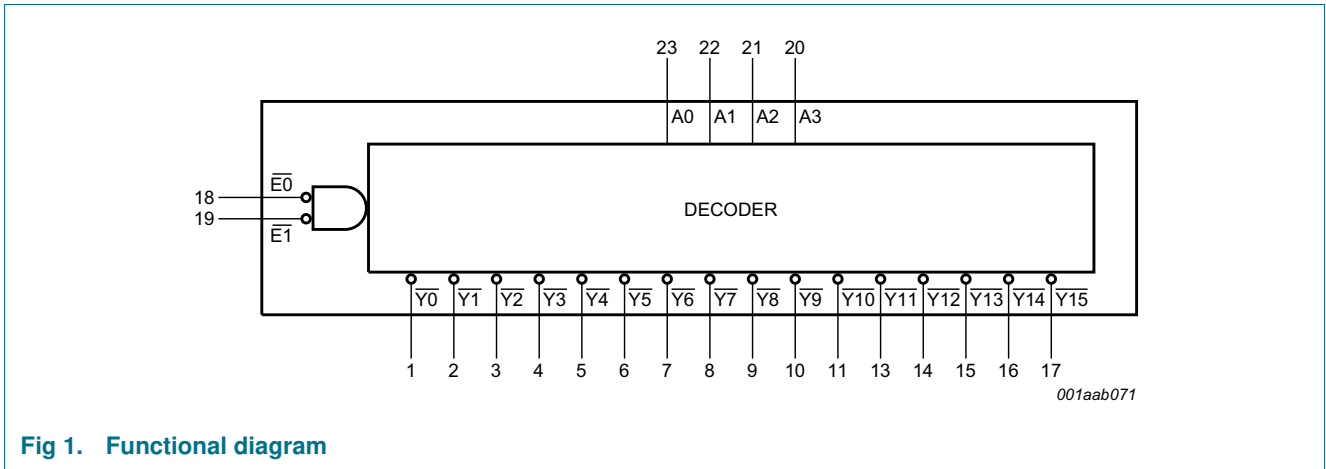 23 22 21 20
A0 A1 A2 A3
E0
18
19
E1
DECODER
Y0 Y1 Y2 Y3 Y4 Y5 Y6 Y7 Y8 Y9 Y10 Y11 Y12 Y13 Y14 Y15
1 2 3 4 5 6 7 8 9 10 11 13 14 15 16 17
001aab071
Fig 1. Functional diagram